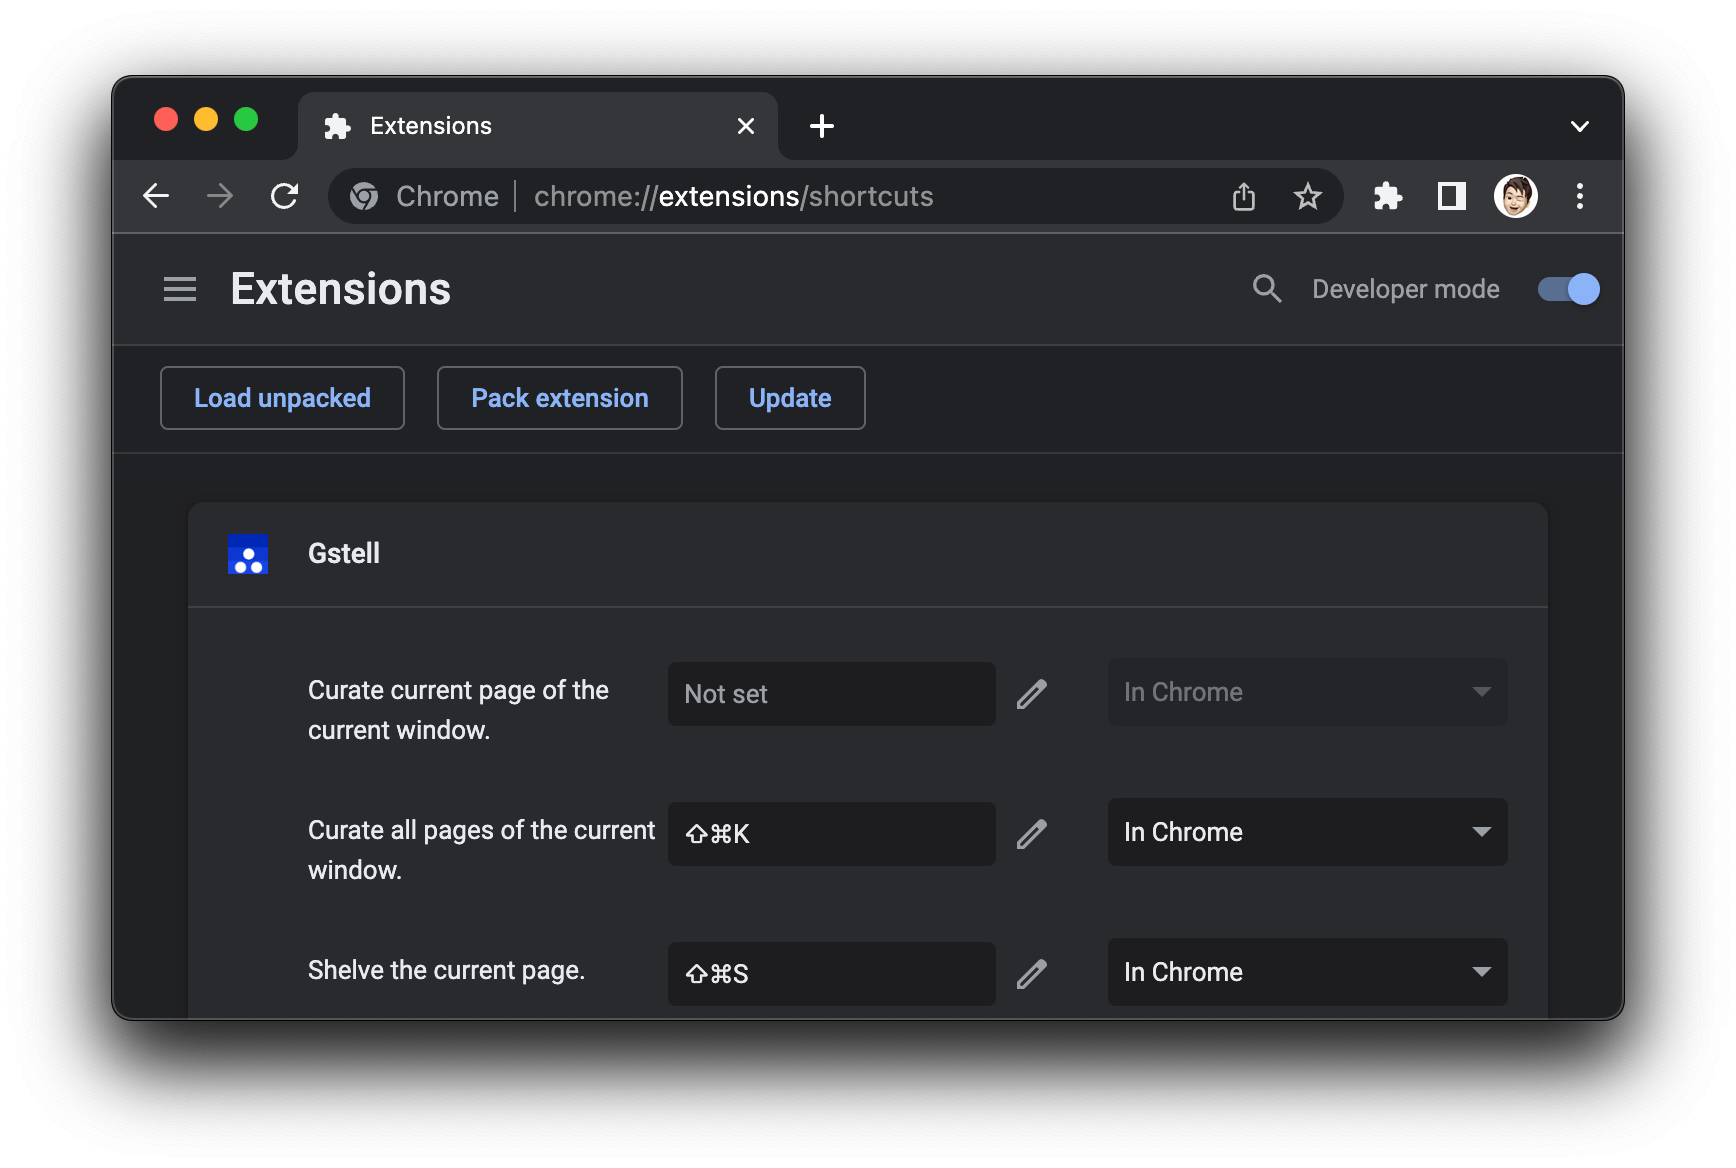 Extensions
Chrome chrome://extensions/shortcuts
Extensions
Developer mode
Load unpacked
Pack extension
Update
Gstell
Curate current page of the
current window.
Not set
In Chrome
Curate all pages of the current
window.
⇧⌘K
In Chrome
Shelve the current page.
⇧⌘S
In Chrome